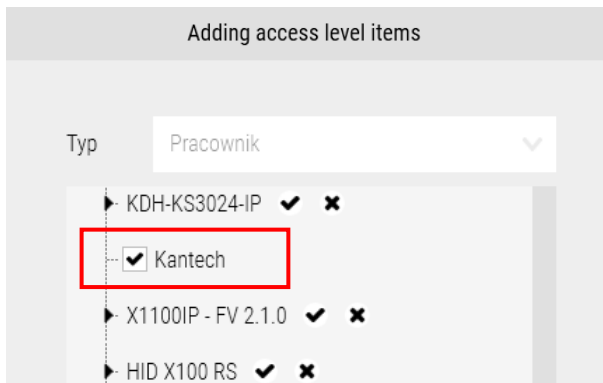 Adding access level items
Typ Pracownik
KDH-KS3024-IP
Kantech
X1100IP - FV 2.1.0
HID X100 RS